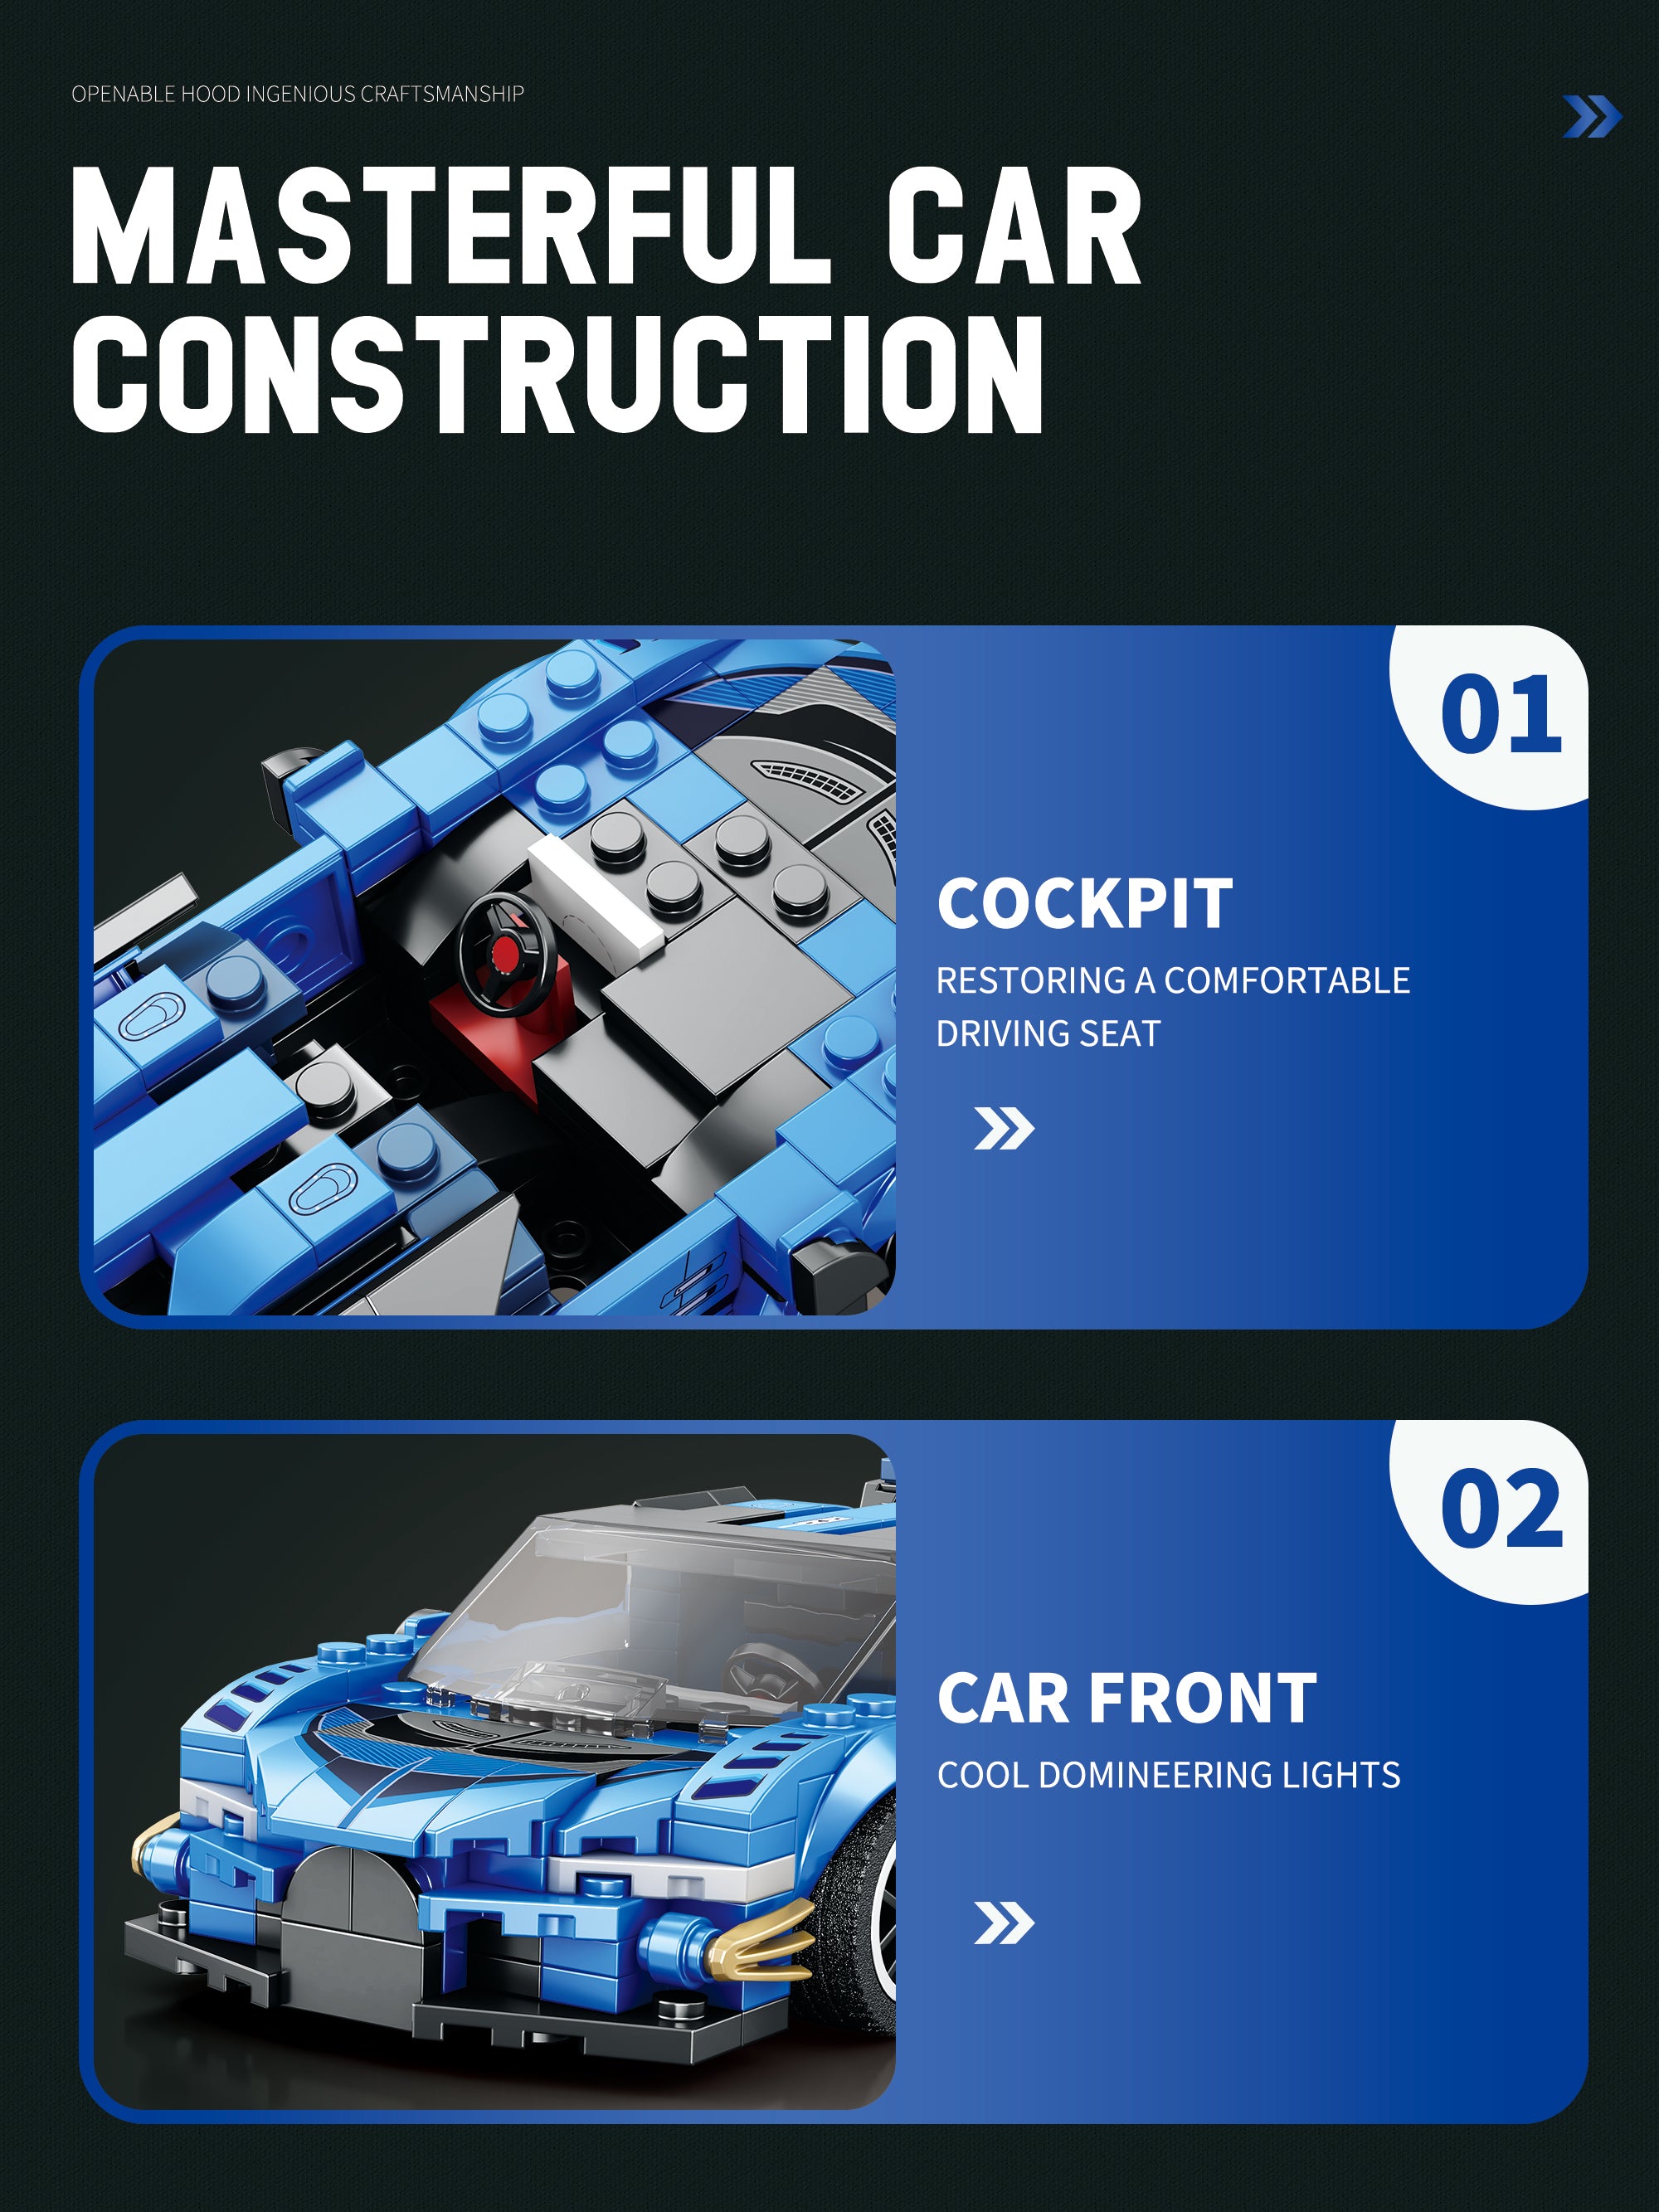 OPENABLE HOOD INGENIOUS CRAFTSMANSHIP
MASTERFUL CAR
CONSTRUCTION
01
COCKPIT
RESTORING A COMFORTABLE
DRIVING SEAT
02
CAR FRONT
COOL DOMINEERING LIGHTS